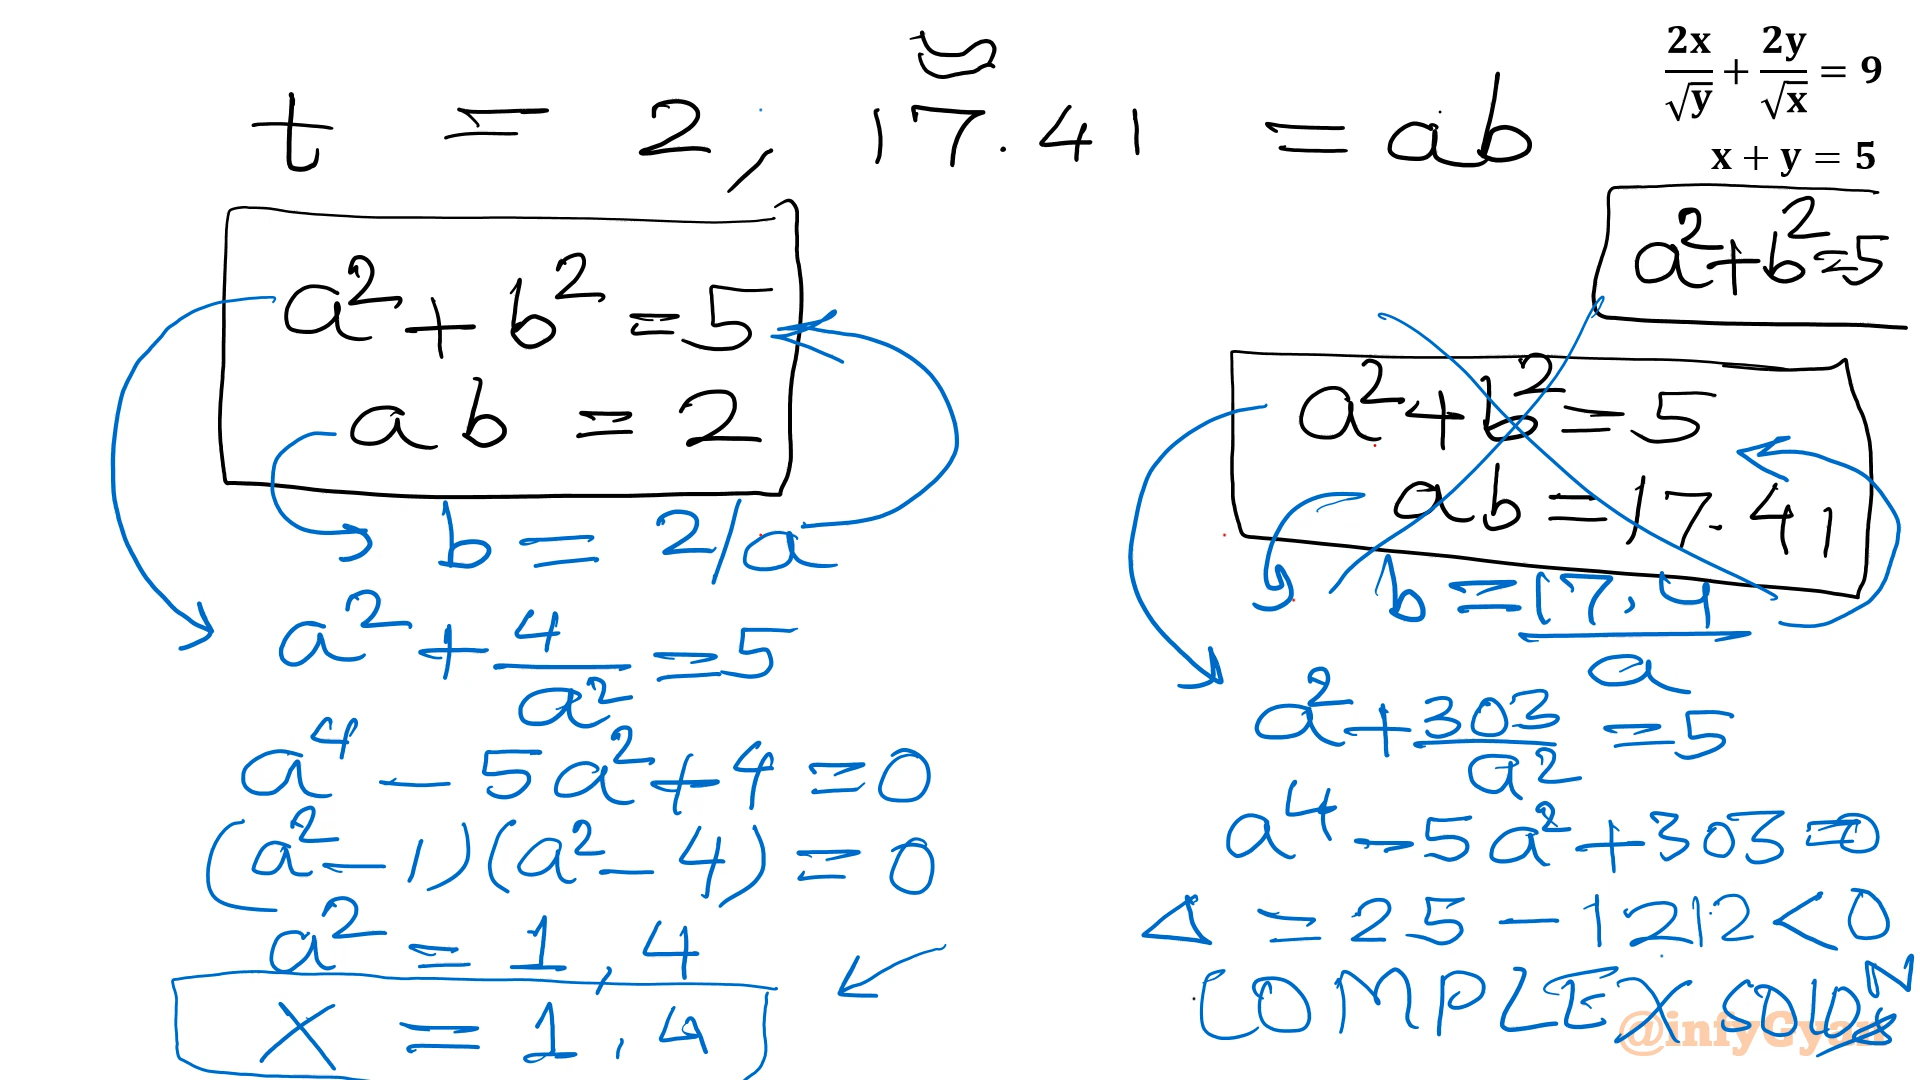 t = 2, 17.41 = ab
2x/√y + 2y/√x = 9
x + y = 5
a² + b² = 5
a² + b² = 5
ab = 2
b = 2/a
a² + 4/a² = 5
a⁴ - 5a² + 4 = 0
(a² - 1)(a² - 4) = 0
a² = 1, 4
x = 1, 4
a² + b² = 5
ab = 17.41
b = 17.4/a
a² + 303/a² = 5
a⁴ - 5a² + 303 = 0
Δ = 25 - 1212 < 0
COMPLEX
@infyGyan